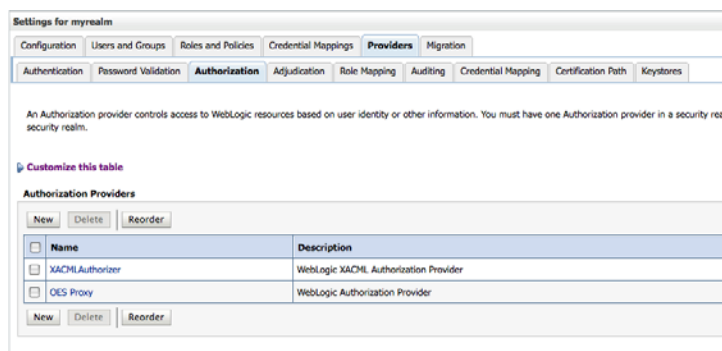 Settings for myrealm
Configuration Users and Groups Roles and Policies Credential Mappings Providers Migration
Authentication Password Validation Authorization Adjudication Role Mapping Auditing Credential Mapping Certification Path Keystores
An Authorization provider controls access to WebLogic resources based on user identity or other information. You must have one Authorization provider in a security
security realm.
Customize this table
Authorization Providers
New Delete Reorder
Name Description
XACMLAuthorizer WebLogic XACML Authorization Provider
OES Proxy WebLogic Authorization Provider
New Delete Reorder